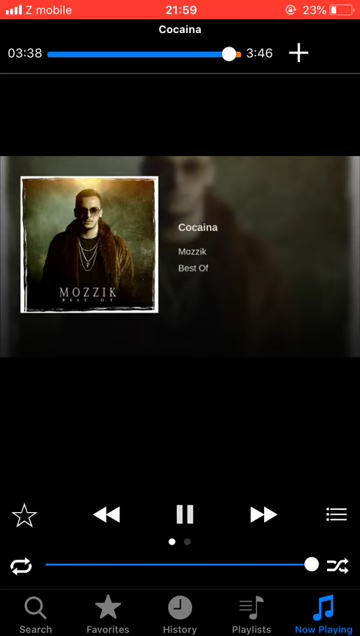 Z mobile 21:59 23%
Cocaina
03:38 3:46
Cocaina
Mozzik
Best Of
MOZZIK
BEST OF
Search Favorites History Playlists Now Playing